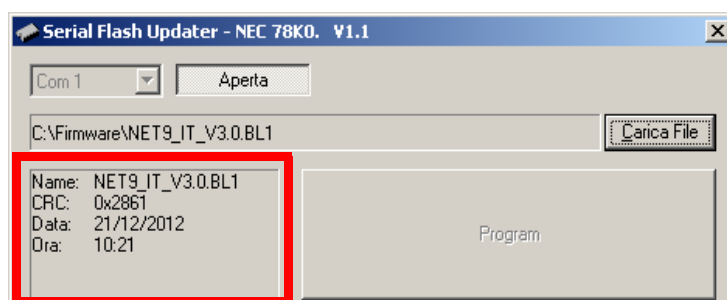 Serial Flash Updater - NEC 78K0. V1.1
Com 1
Aperta
C:\Firmware\NET9_IT_V3.0.BL1
Carica File
Name: NET9_IT_V3.0.BL1
CRC: 0x2861
Data: 21/12/2012
Ora: 10:21
Program